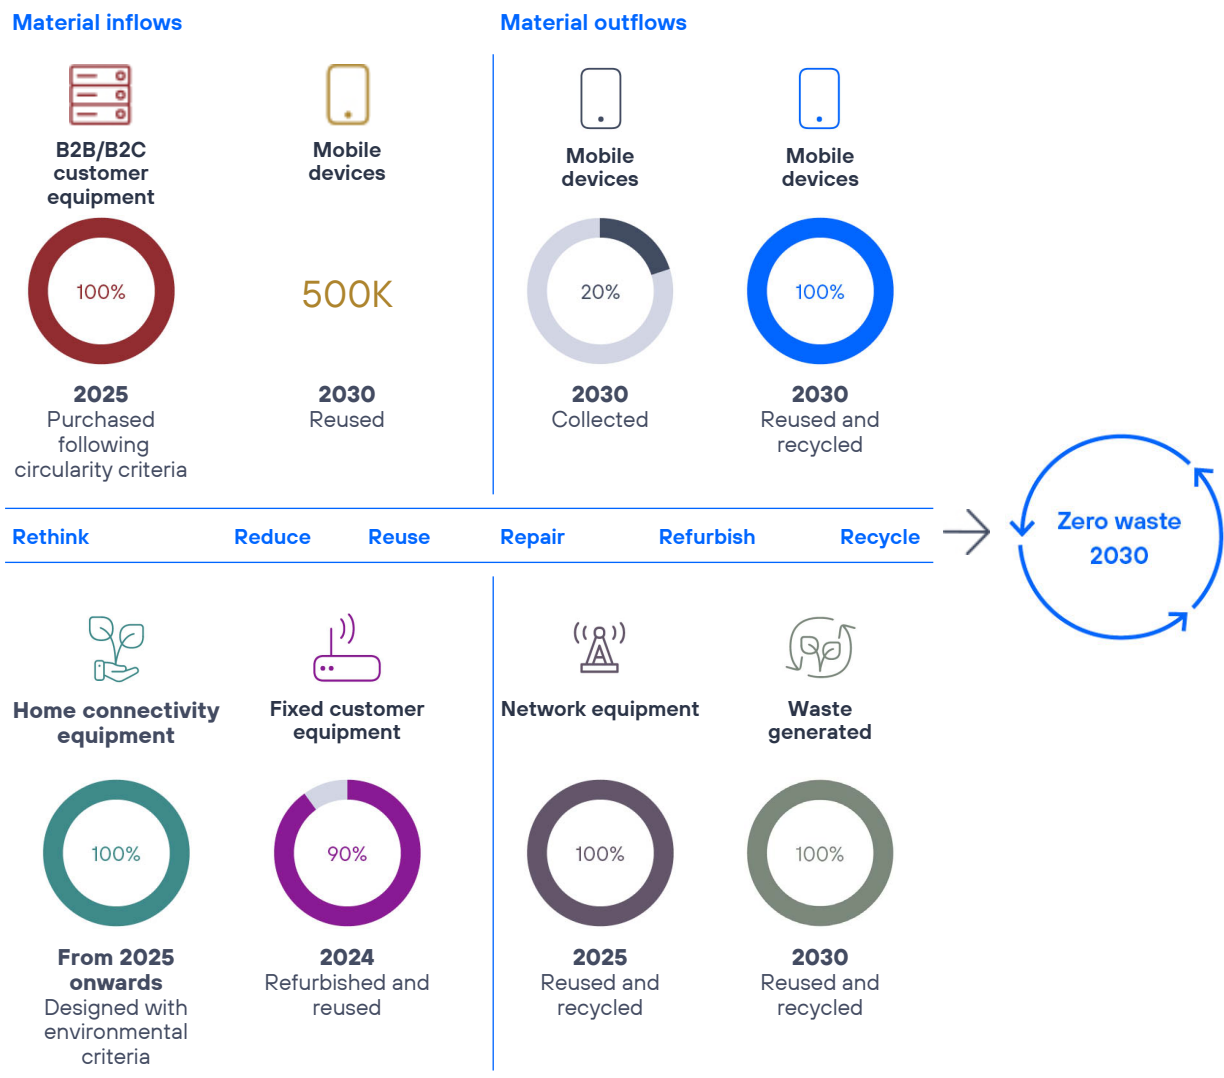 Material inflows
Material outflows
B2B/B2C
customer
equipment
100%
2025
Purchased
following
circularity criteria
Mobile
devices
500K
2030
Reused
Mobile
devices
20%
2030
Collected
Mobile
devices
100%
2030
Reused and
recycled
Rethink Reduce Reuse Repair Refurbish Recycle
Zero waste
2030
Home connectivity
equipment
100%
From 2025
onwards
Designed with
environmental
criteria
Fixed customer
equipment
90%
2024
Refurbished and
reused
Network equipment
100%
2025
Reused and
recycled
Waste
generated
100%
2030
Reused and
recycled